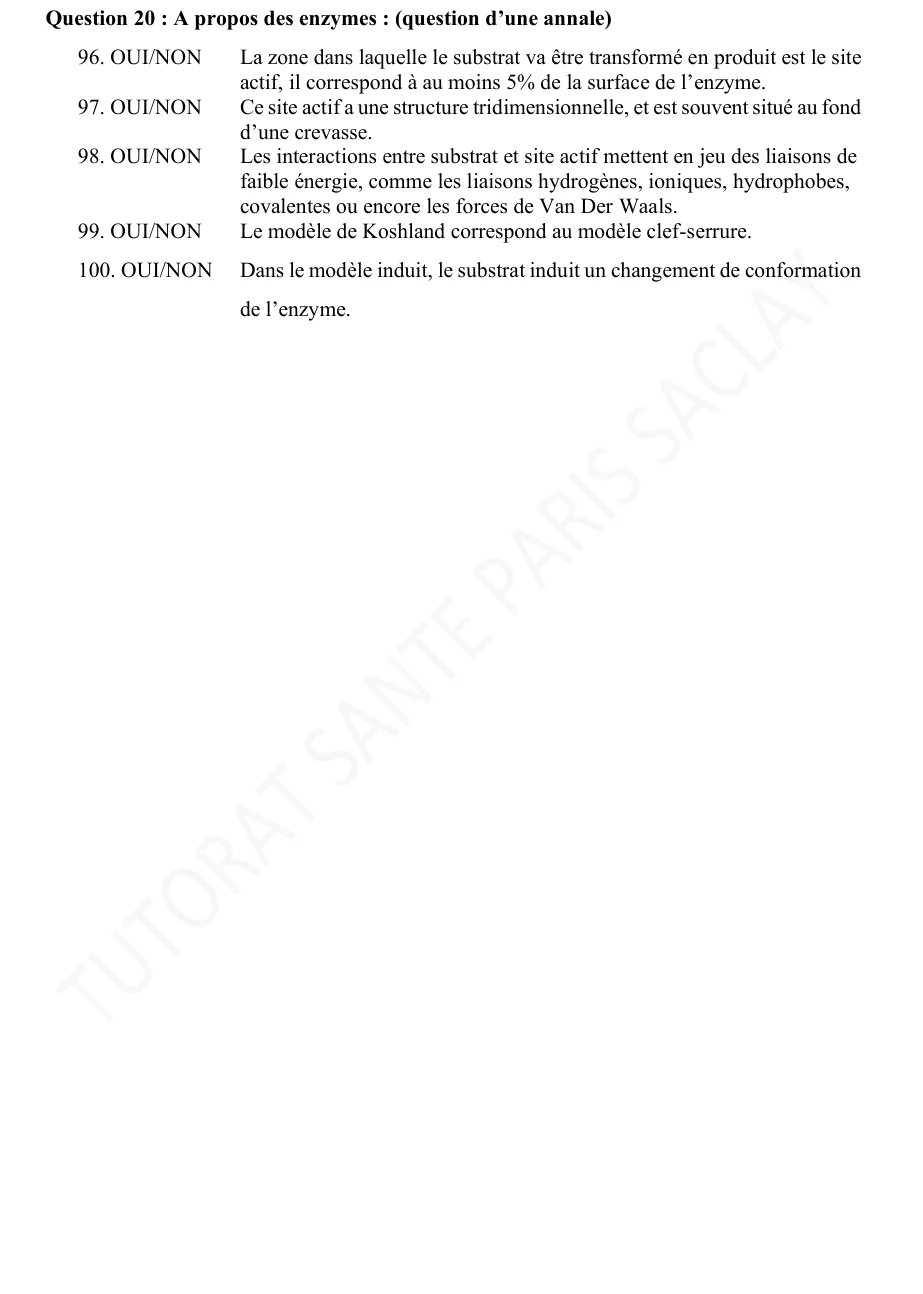 Question 20 : A propos des enzymes : (question d’une annale)
96. OUI/NON La zone dans laquelle le substrat va être transformé en produit est le site
actif, il correspond à au moins 5% de la surface de l’enzyme.
97. OUI/NON Ce site actif a une structure tridimensionnelle, et est souvent situé au fond
d’une crevasse.
98. OUI/NON Les interactions entre substrat et site actif mettent en jeu des liaisons de
faible énergie, comme les liaisons hydrogènes, ioniques, hydrophobes,
covalentes ou encore les forces de Van Der Waals.
99. OUI/NON Le modèle de Koshland correspond au modèle clef-serrure.
100. OUI/NON Dans le modèle induit, le substrat induit un changement de conformation
de l’enzyme.
TUTORAT SANTE PARIS SACLAY